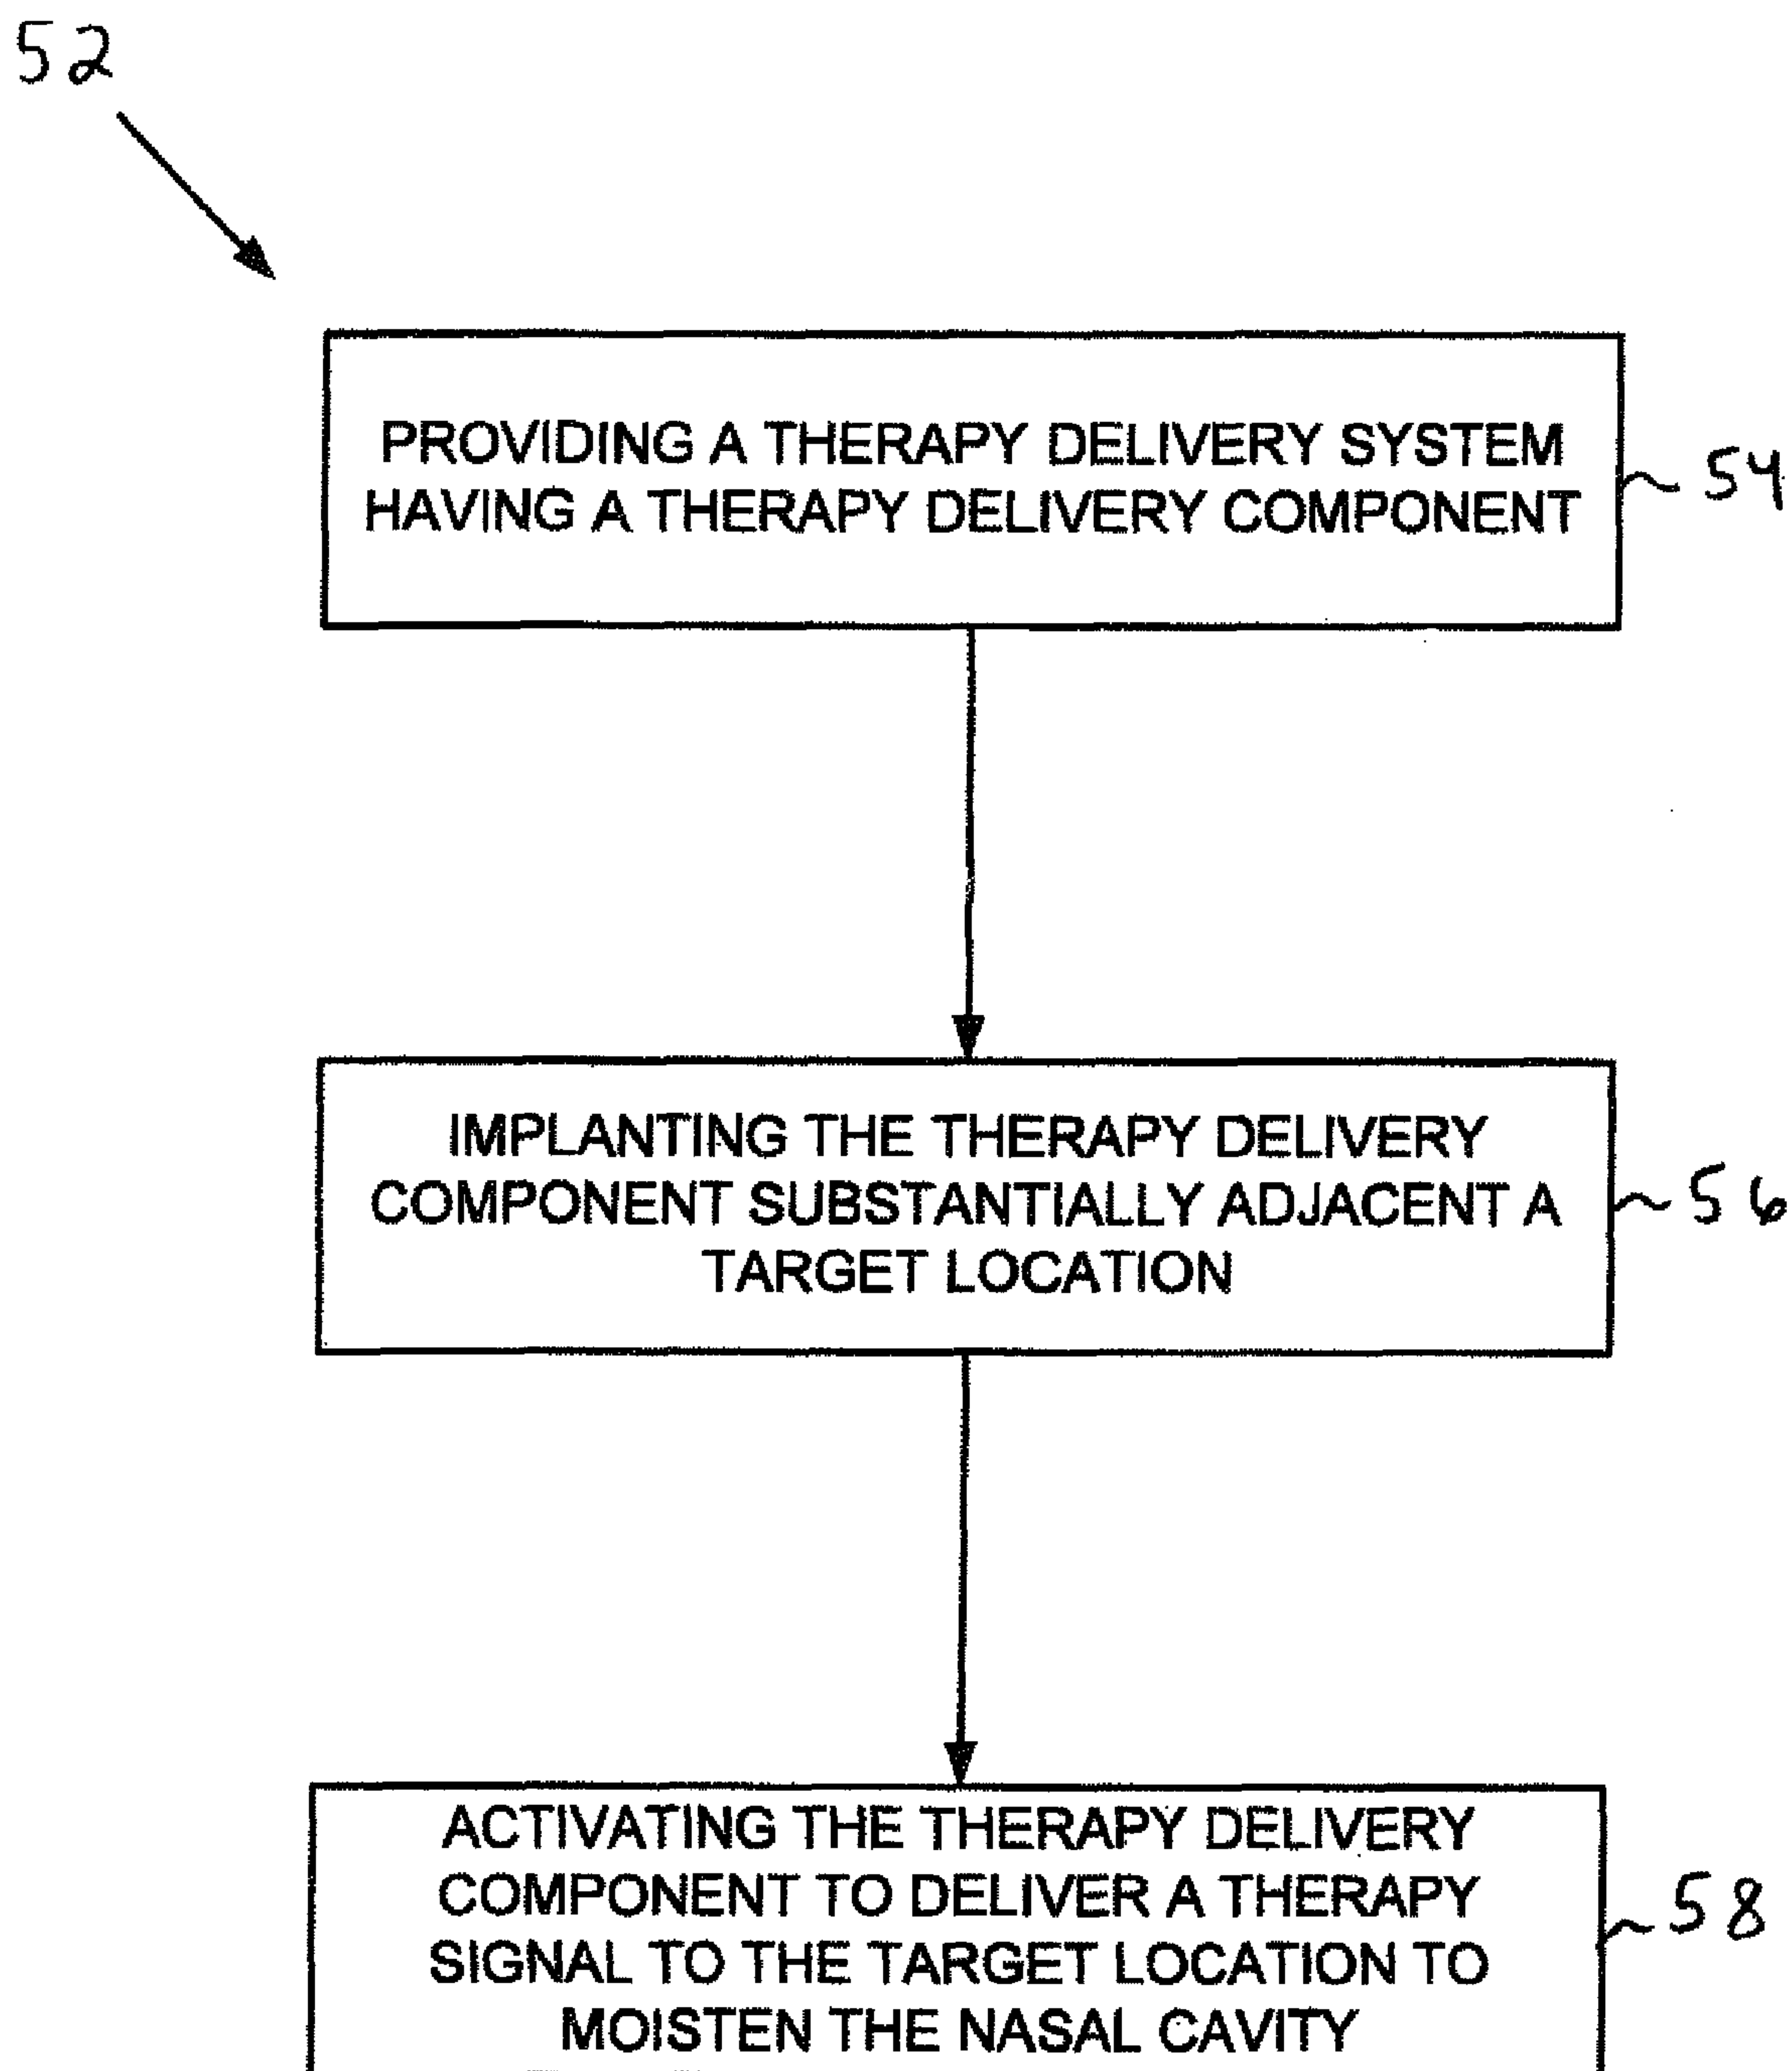 52
PROVIDING A THERAPY DELIVERY SYSTEM
HAVING A THERAPY DELIVERY COMPONENT
54
IMPLANTING THE THERAPY DELIVERY
COMPONENT SUBSTANTIALLY ADJACENT A
TARGET LOCATION
56
ACTIVATING THE THERAPY DELIVERY
COMPONENT TO DELIVER A THERAPY
SIGNAL TO THE TARGET LOCATION TO
MOISTEN THE NASAL CAVITY
58